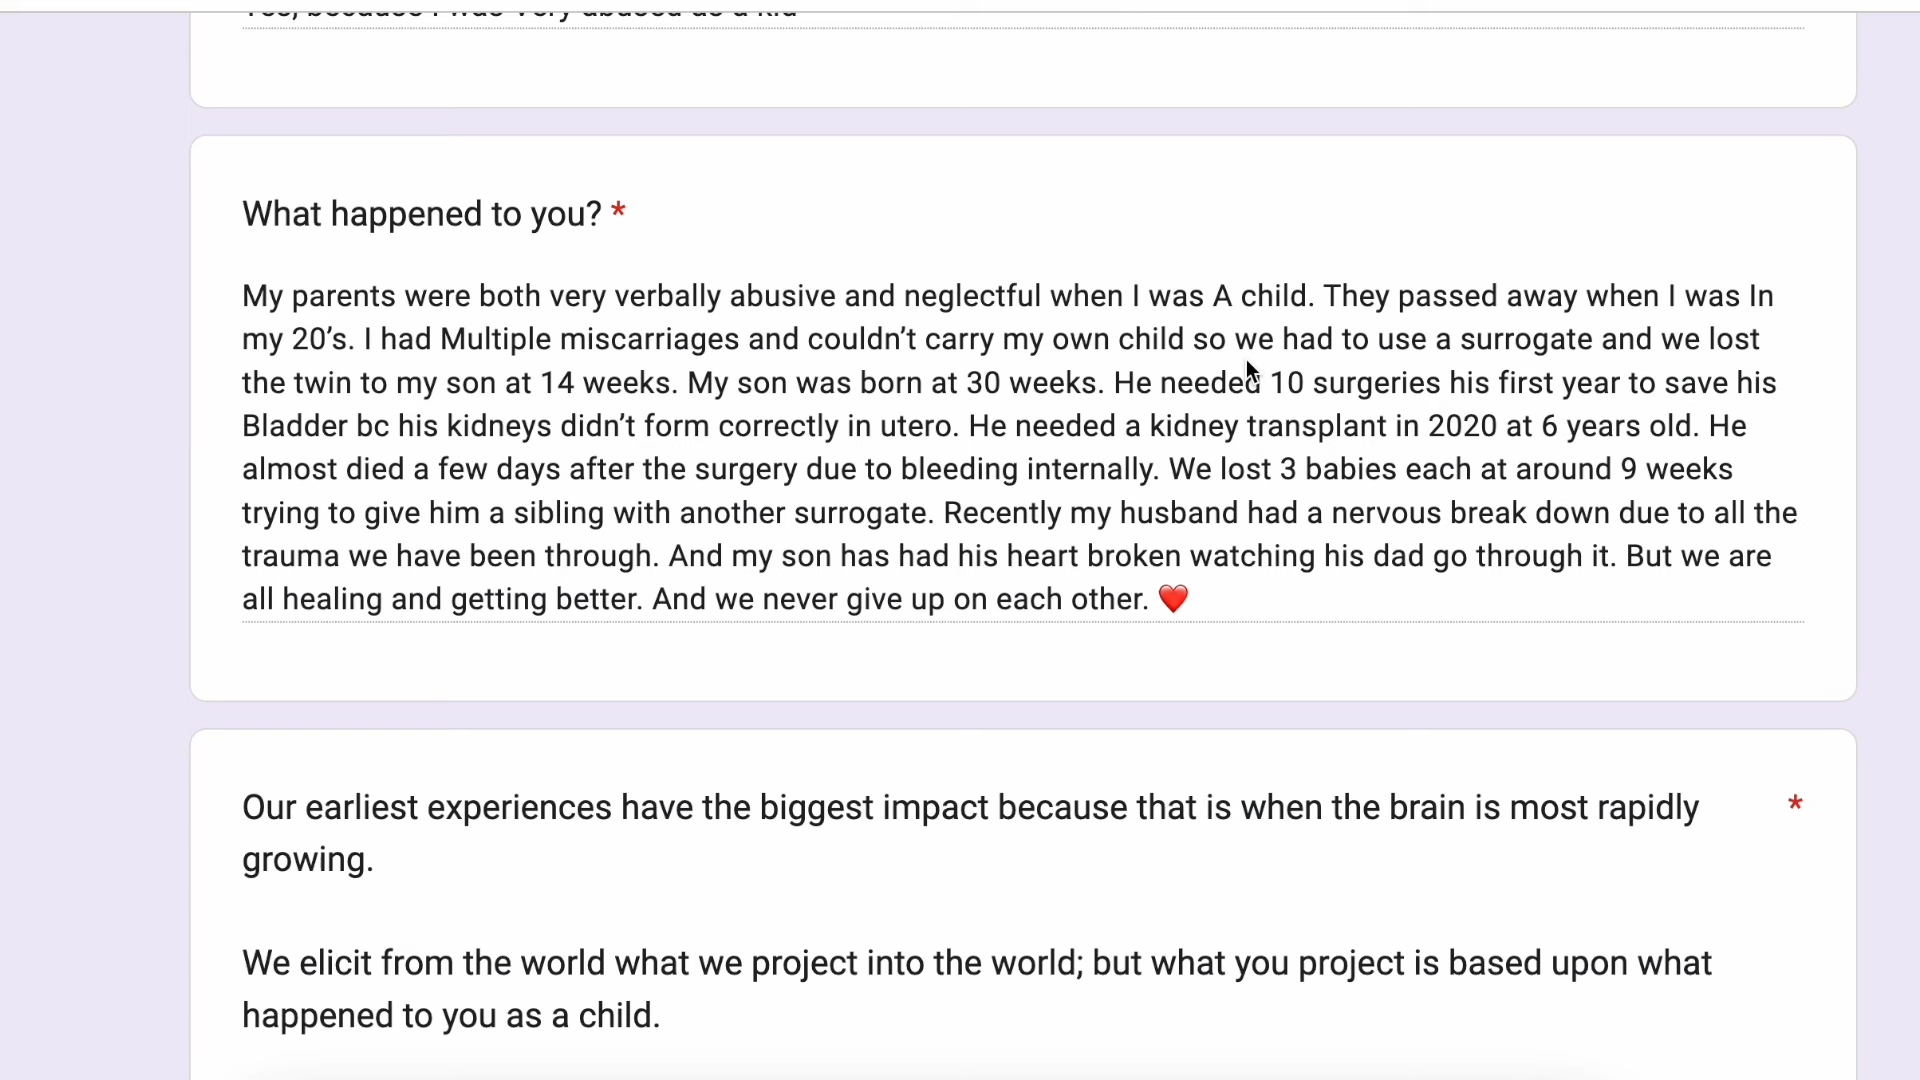 Yes, because I was very abused as a kid
What happened to you? *
My parents were both very verbally abusive and neglectful when I was A child. They passed away when I was In
my 20’s. I had Multiple miscarriages and couldn’t carry my own child so we had to use a surrogate and we lost
the twin to my son at 14 weeks. My son was born at 30 weeks. He needed 10 surgeries his first year to save his
Bladder bc his kidneys didn’t form correctly in utero. He needed a kidney transplant in 2020 at 6 years old. He
almost died a few days after the surgery due to bleeding internally. We lost 3 babies each at around 9 weeks
trying to give him a sibling with another surrogate. Recently my husband had a nervous break down due to all the
trauma we have been through. And my son has had his heart broken watching his dad go through it. But we are
all healing and getting better. And we never give up on each other. ❤️
Our earliest experiences have the biggest impact because that is when the brain is most rapidly *
growing.
We elicit from the world what we project into the world; but what you project is based upon what
happened to you as a child.